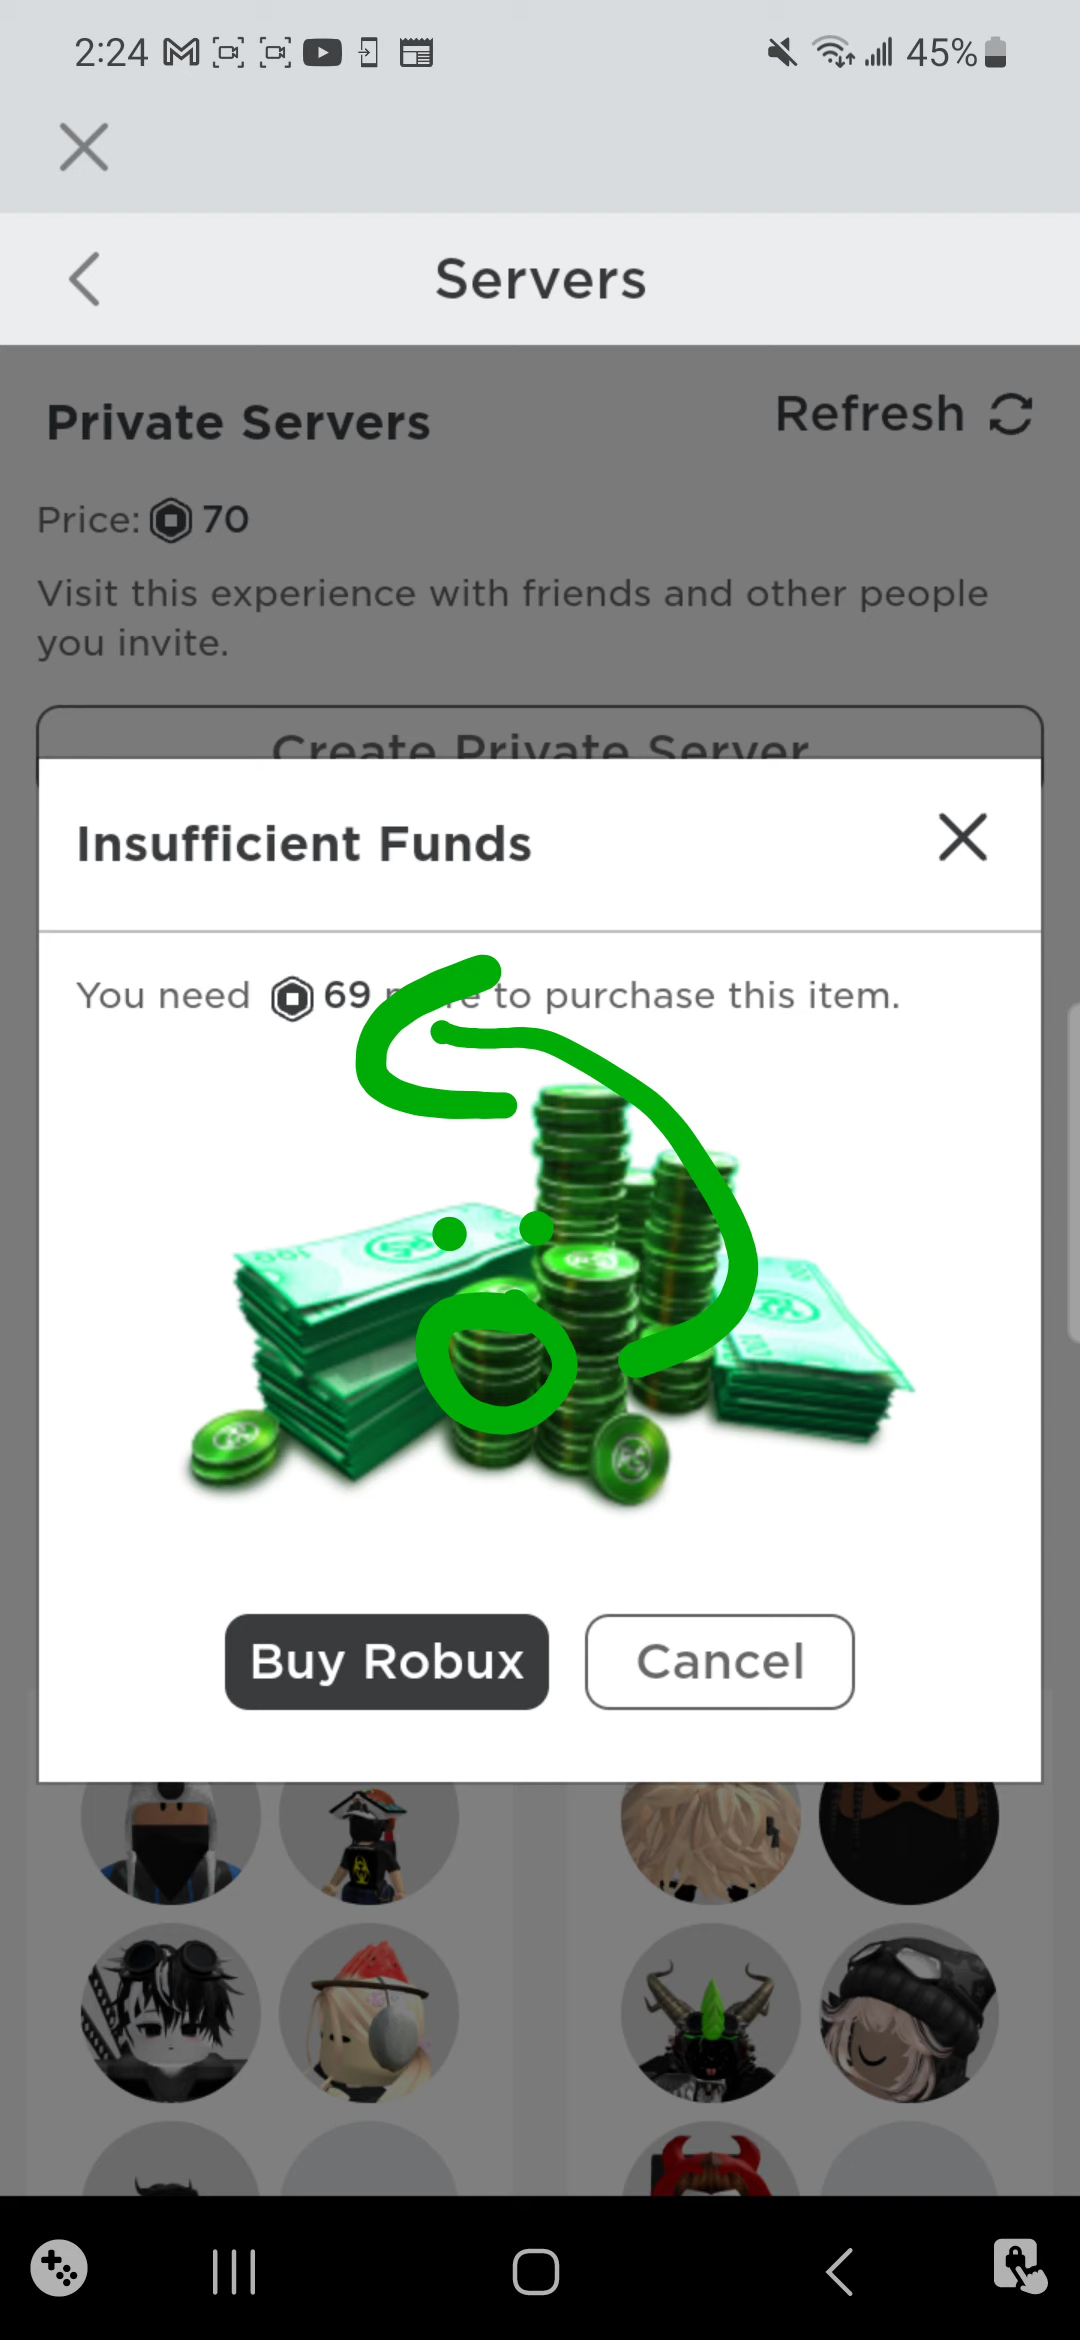 2:24
45%
Servers
Private Servers
Refresh
Price: 70
Visit this experience with friends and other people
you invite.
Create Private Server
Insufficient Funds
You need 69 more to purchase this item.
Buy Robux
Cancel